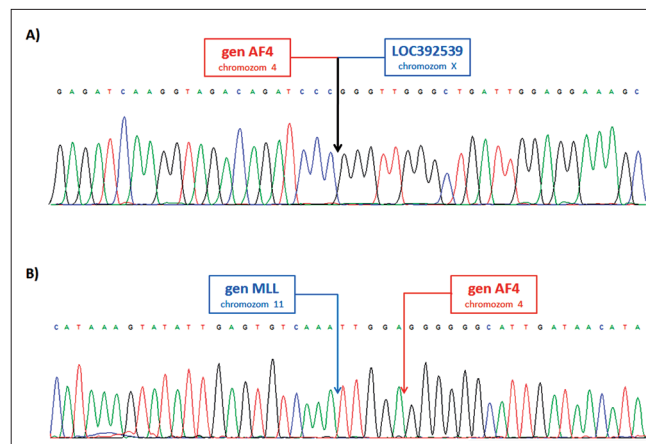 A)
gen AF4
chromozom 4
LOC392539
chromozom X
G A G A T C A A G G T A G A C A G A T C C C G G G T T G G G C T G A T T G G A G G A A A G C
B)
gen MLL
chromozom 11
gen AF4
chromozom 4
C A T A A A G T A T A T T G A G T G T C A A A T T G G A G G G G G G C A T T G A T A A C A T A